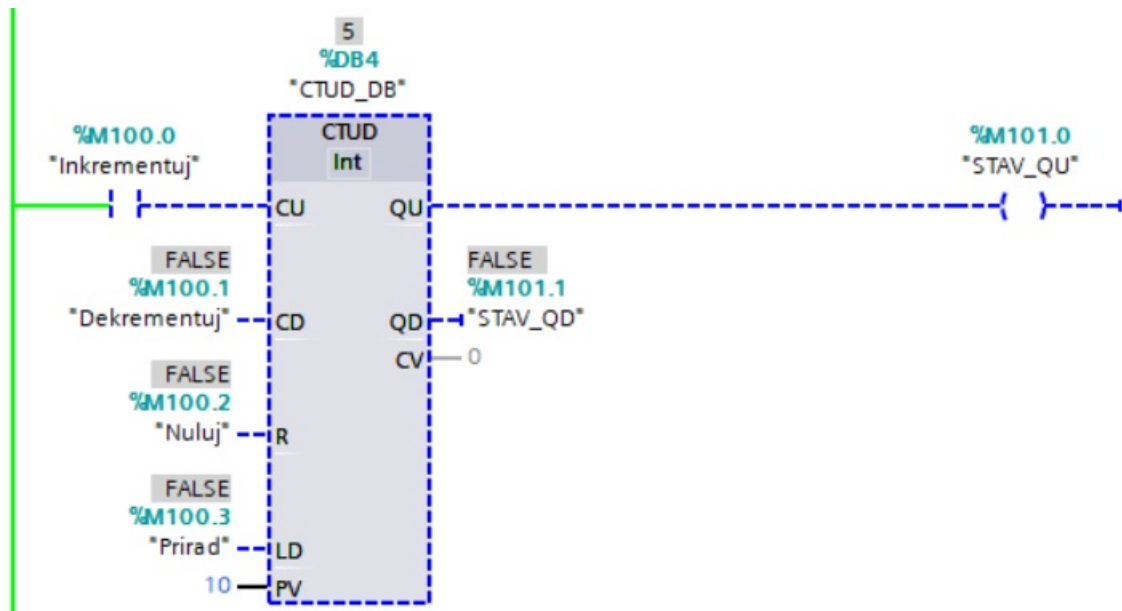 5
%DB4
"CTUD_DB"
%M100.0
"Inkrementuj"
CTUD
Int
%M101.0
"STAV_QU"
CU QU
FALSE
%M100.1
"Dekrementuj"
CD QD
FALSE
%M101.1
"STAV_QD"
CV 0
FALSE
%M100.2
"Nuluj"
R
FALSE
%M100.3
"Prirad"
LD
10 PV